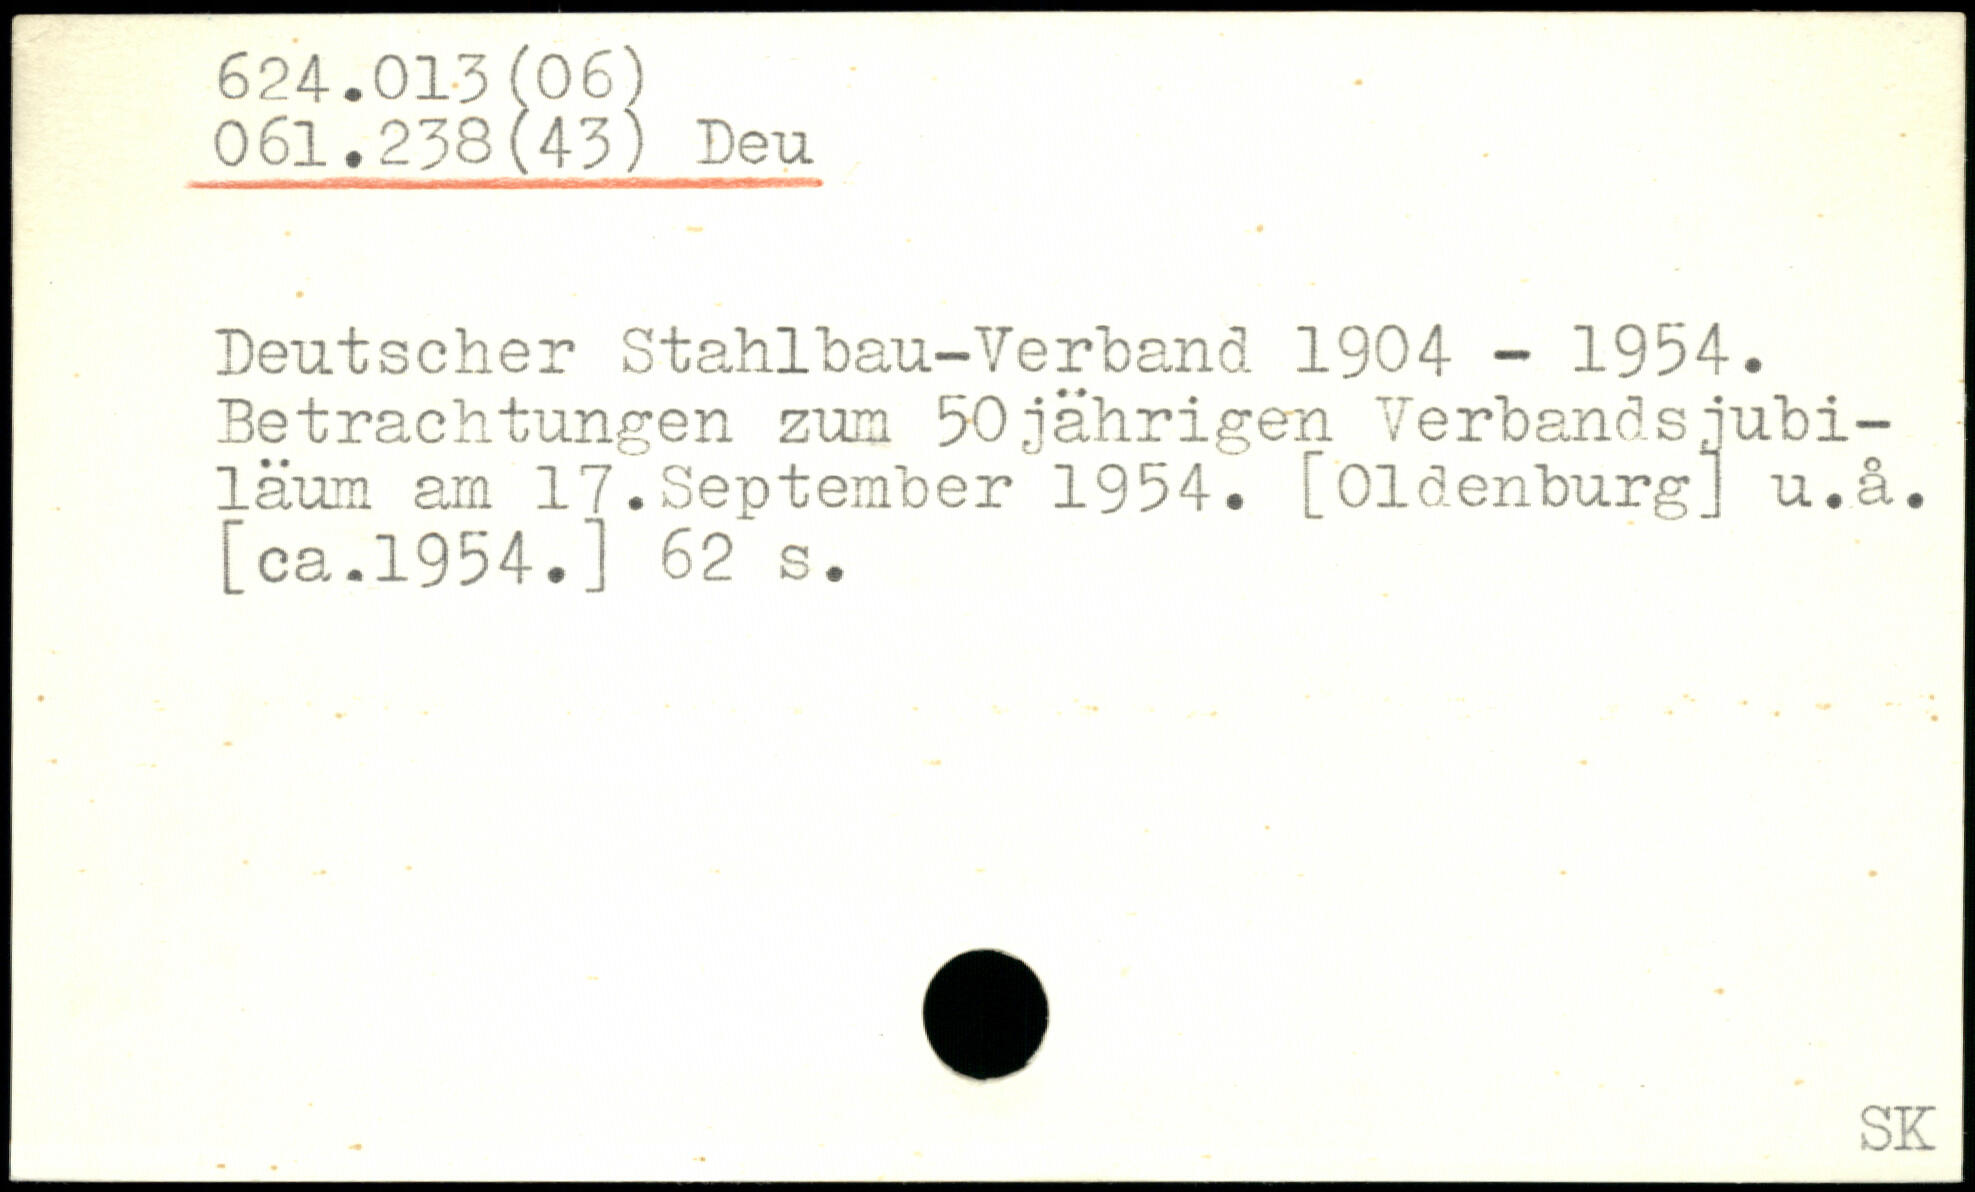 624.013(06)
061.238(43) Deu
Deutscher Stahlbau-Verband 1904 - 1954.
Betrachtungen zum 50jährigen Verbandsjubi-
läum am 17.September 1954. [Oldenburg] u.å.
[ca.1954.] 62 s.
SK